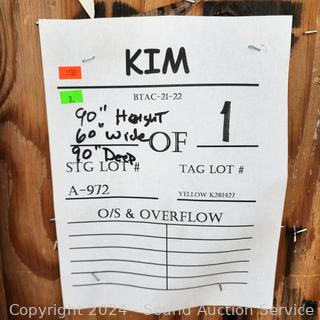 KIM
BTAC-21-22
90" Height
60" Wide
90" Deep
OF 1
STG LOT # TAG LOT #
A-972 YELLOW K281427
O/S & OVERFLOW
Copyright 2024 - Sound Auction Service